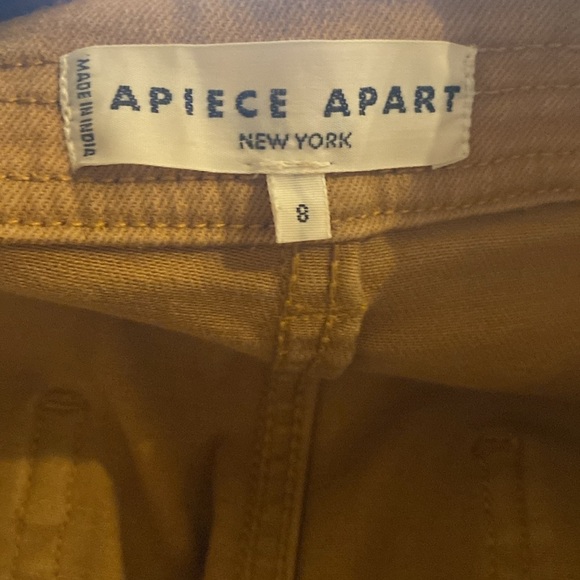 MADE IN INDIA
APIECE APART
NEW YORK
8